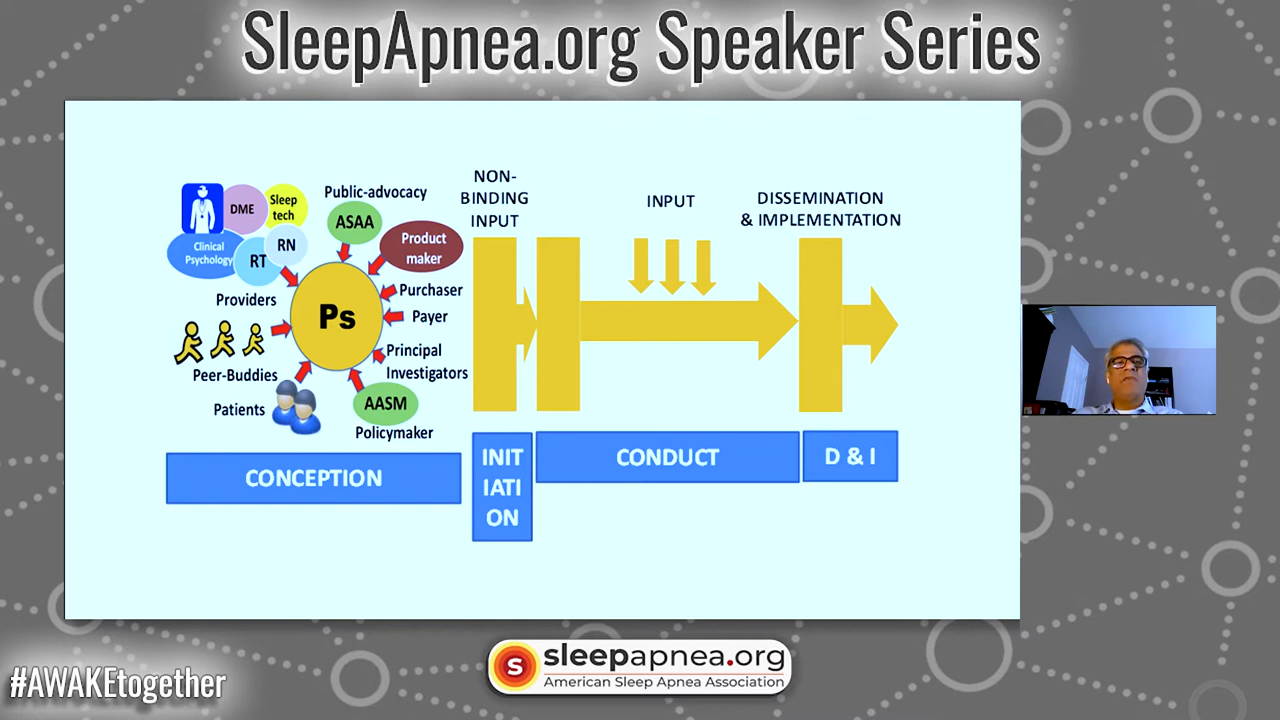 SleepApnea.org Speaker Series
Public-advocacy
ASAA
DME
Sleep
tech
Clinical
Psychology
RT
RN
Providers
Product
maker
Purchaser
Payer
Ps
Principal
Investigators
Peer-Buddies
Patients
AASM
Policymaker
CONCEPTION
NON-
BINDING
INPUT
INIT
IATI
ON
INPUT
CONDUCT
DISSEMINATION
& IMPLEMENTATION
D & I
#AWAKEtogether
S
sleepapnea.org
American Sleep Apnea Association